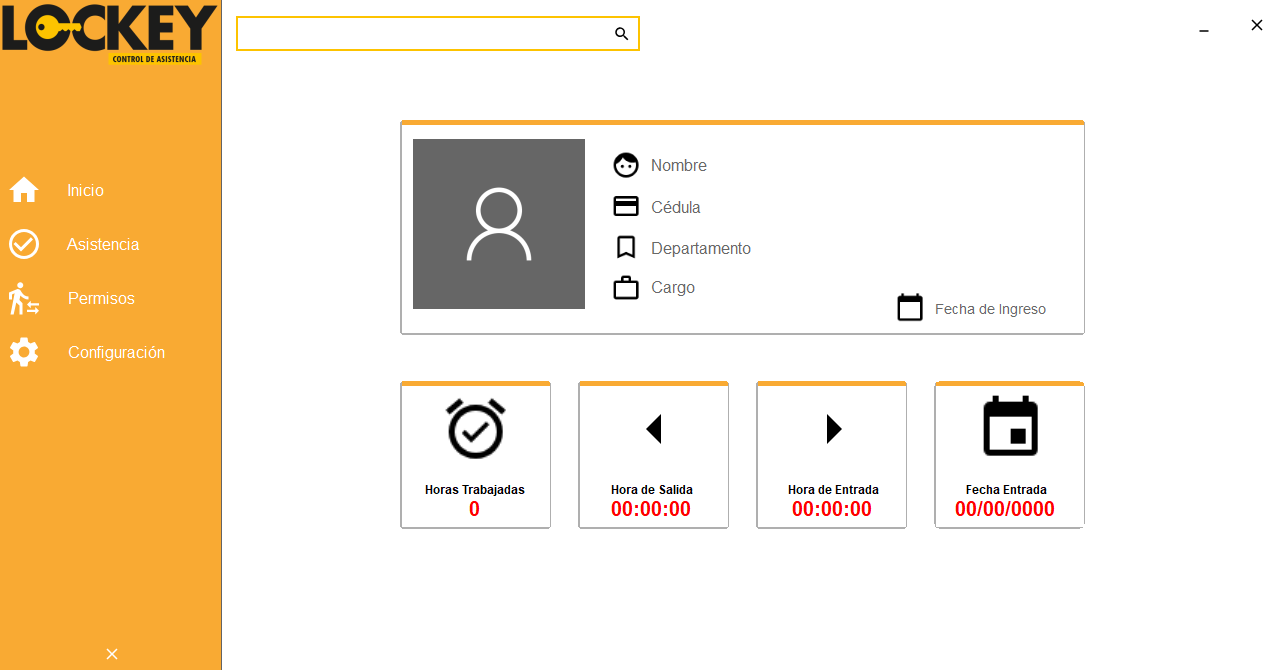 LOCKEY
CONTROL DE ASISTENCIA
Inicio
Asistencia
Permisos
Configuración
Nombre
Cédula
Departamento
Cargo
Fecha de Ingreso
Horas Trabajadas
0
Hora de Salida
00:00:00
Hora de Entrada
00:00:00
Fecha Entrada
00/00/0000